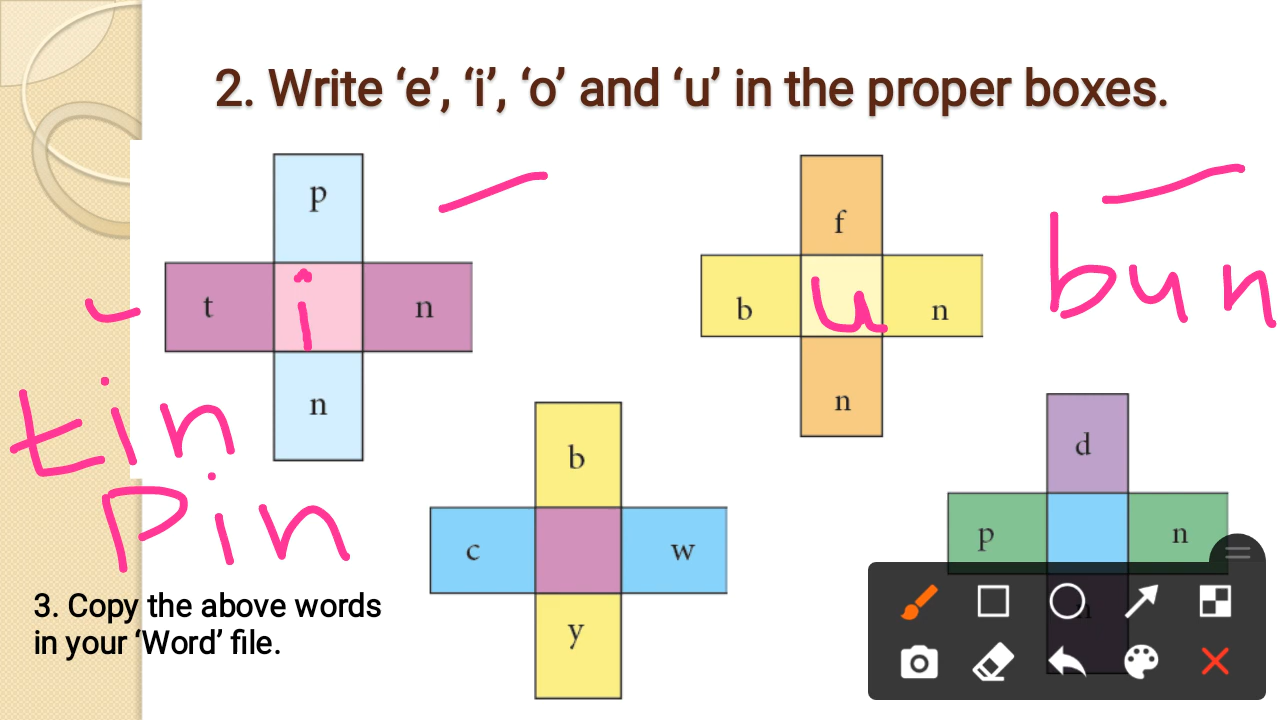 2. Write ‘e’, ‘i’, ‘o’ and ‘u’ in the proper boxes.
p
t i n
n
f
b u n
n
bun
tin
Pin
b
c w
y
d
p n
n
3. Copy the above words
in your ‘Word’ file.